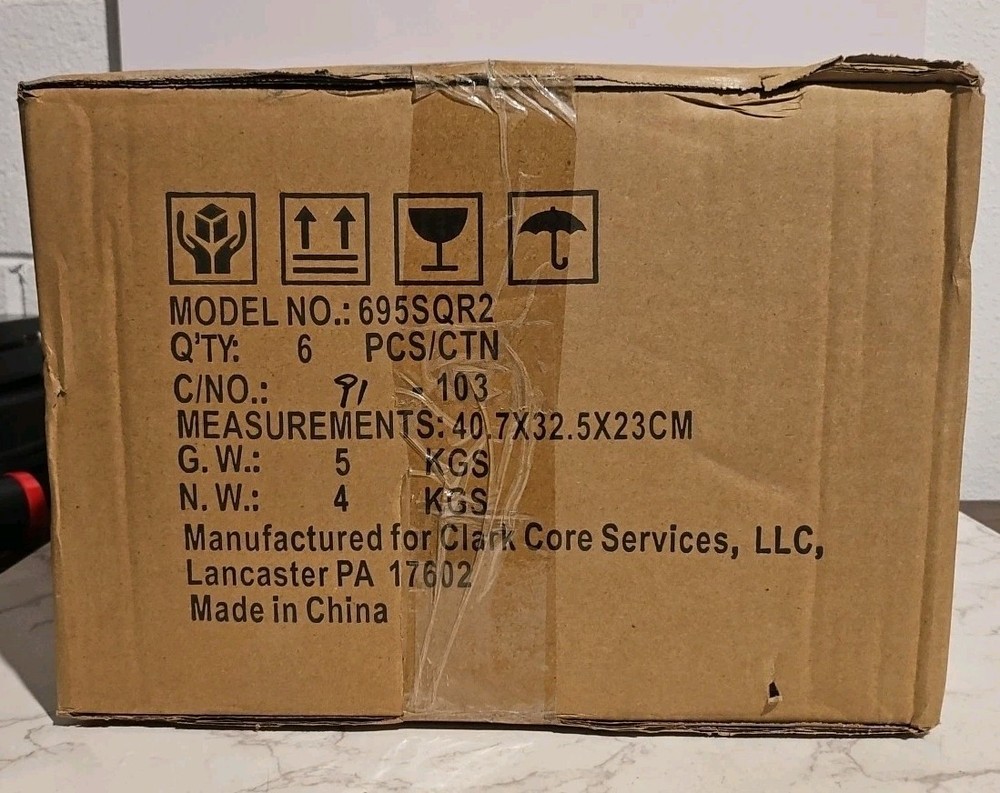 MODEL NO.: 695SQR2
Q'TY: 6 PCS/CTN
C/NO.: 91 - 103
MEASUREMENTS: 40.7X32.5X23CM
G.W.: 5 KGS
N.W.: 4 KGS
Manufactured for Clark Core Services, LLC,
Lancaster PA 17602
Made in China